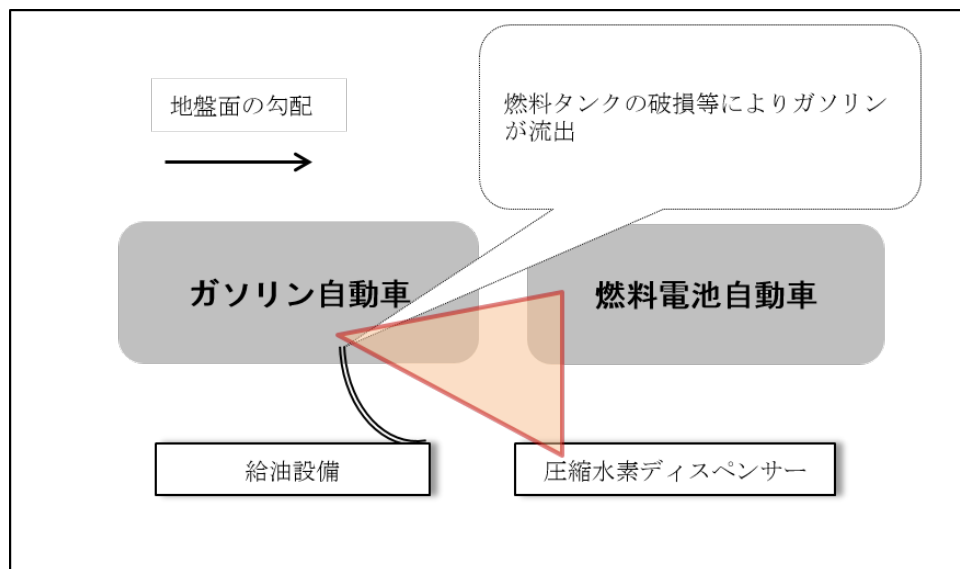 地盤面の勾配
燃料タンクの破損等によりガソリン
が流出
ガソリン自動車
燃料電池自動車
給油設備
圧縮水素ディスペンサー